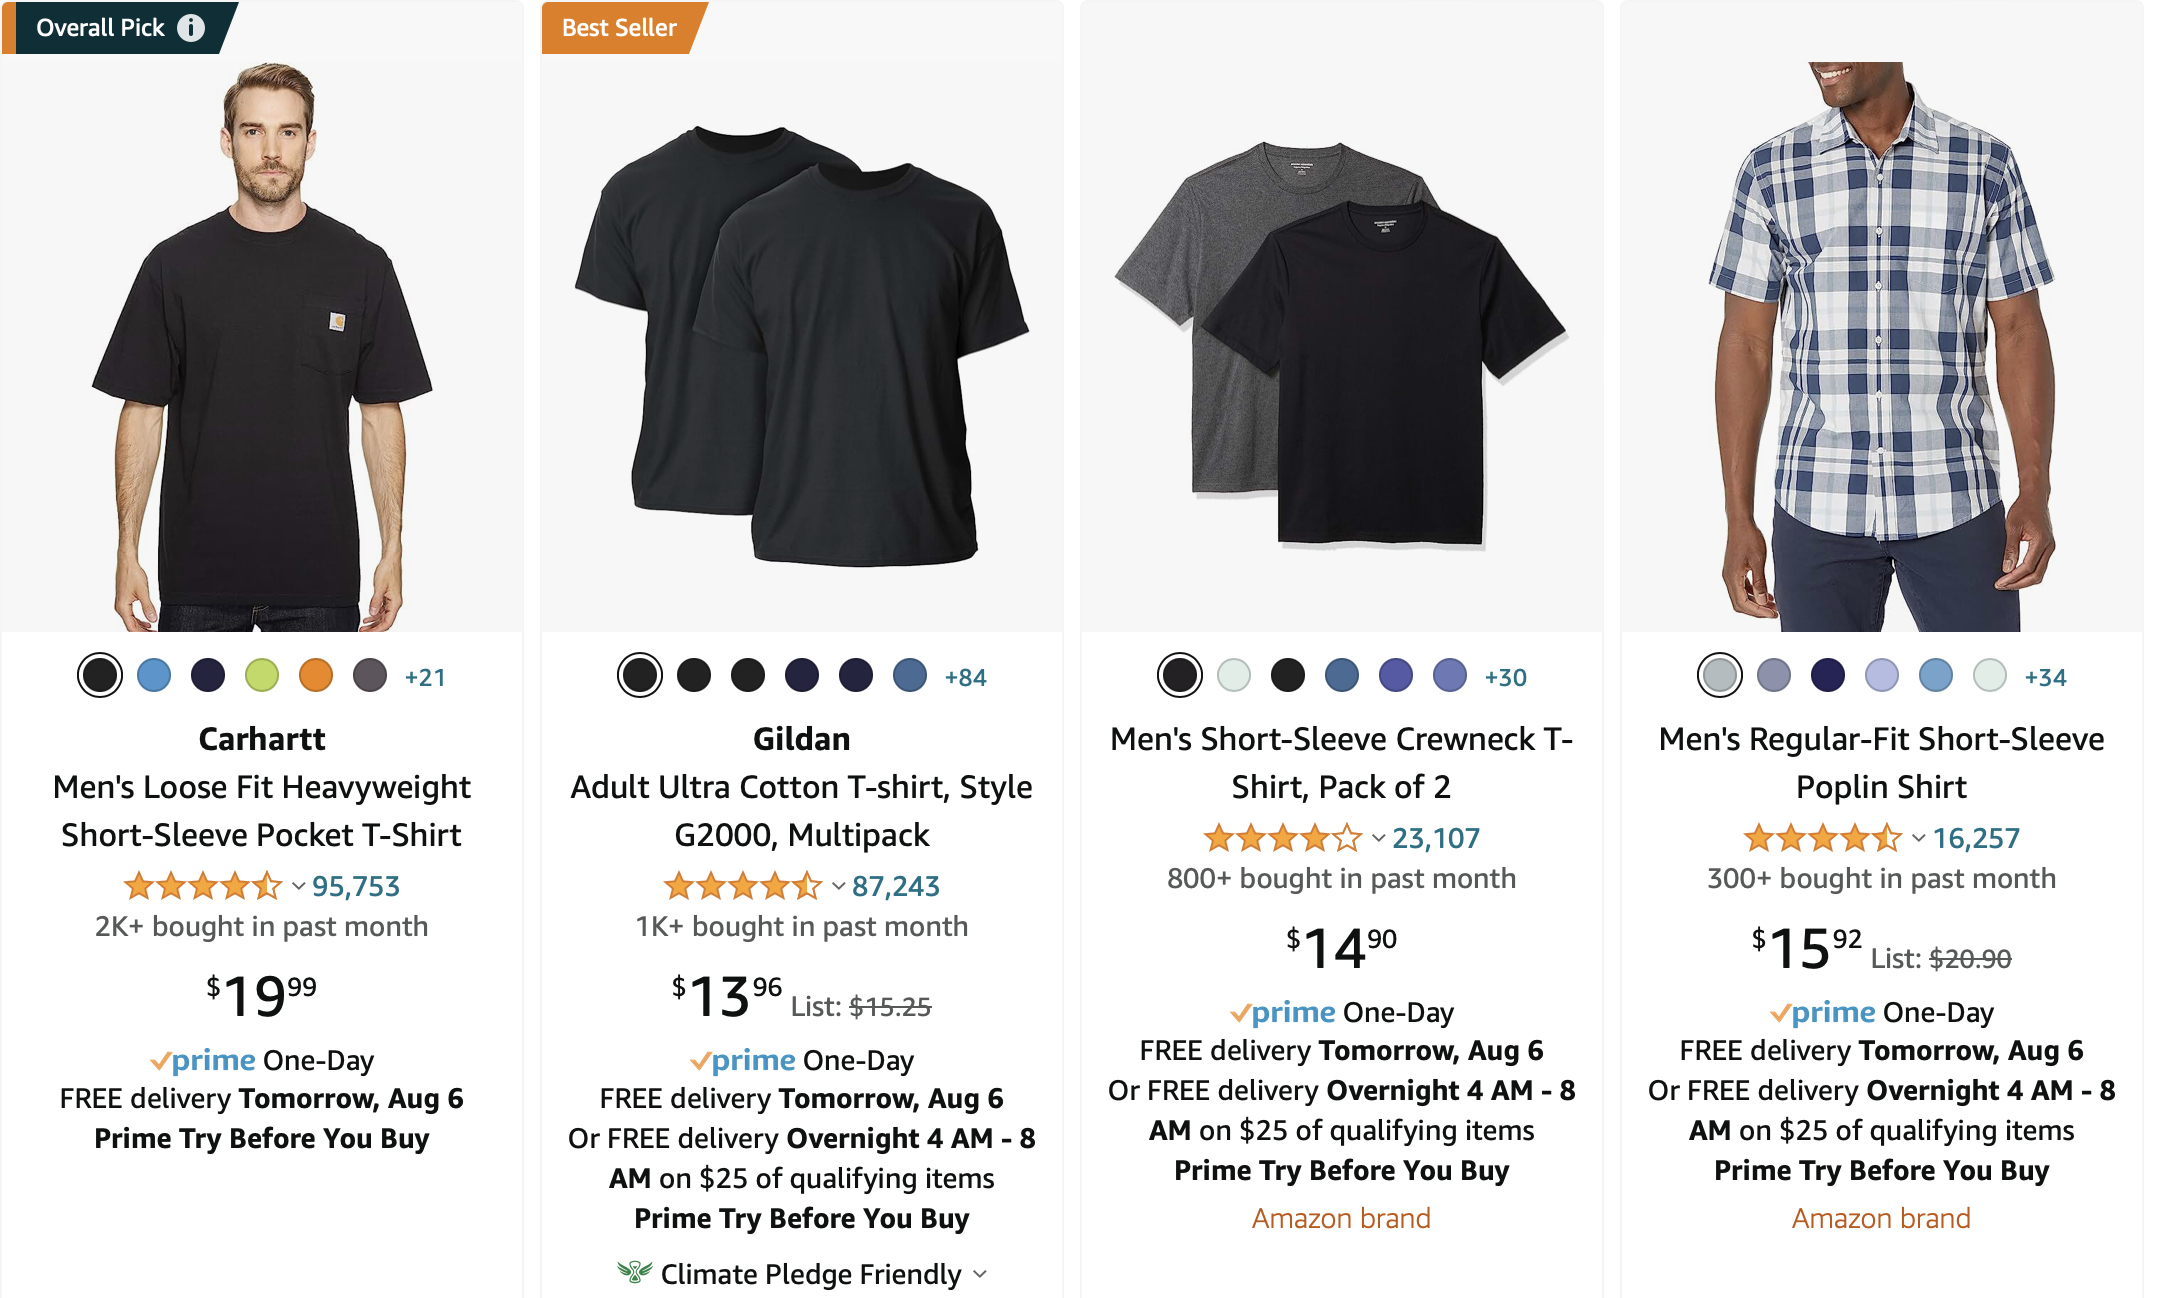 Overall Pick
Carhartt
Men's Loose Fit Heavyweight
Short-Sleeve Pocket T-Shirt
95,753
2K+ bought in past month
$19.99
+21
prime One-Day
FREE delivery Tomorrow, Aug 6
Prime Try Before You Buy
Best Seller
+84
Gildan
Adult Ultra Cotton T-shirt, Style
G2000, Multipack
87,243
1K+ bought in past month
$13.96 List: $15.25
prime One-Day
FREE delivery Tomorrow, Aug 6
Or FREE delivery Overnight 4 AM - 8
AM on $25 of qualifying items
Prime Try Before You Buy
Climate Pledge Friendly
+30
Men's Short-Sleeve Crewneck T-
Shirt, Pack of 2
23,107
800+ bought in past month
$14.90
prime One-Day
FREE delivery Tomorrow, Aug 6
Or FREE delivery Overnight 4 AM - 8
AM on $25 of qualifying items
Prime Try Before You Buy
Amazon brand
+34
Men's Regular-Fit Short-Sleeve
Poplin Shirt
16,257
300+ bought in past month
$15.92 List: $20.90
prime One-Day
FREE delivery Tomorrow, Aug 6
Or FREE delivery Overnight 4 AM - 8
AM on $25 of qualifying items
Prime Try Before You Buy
Amazon brand